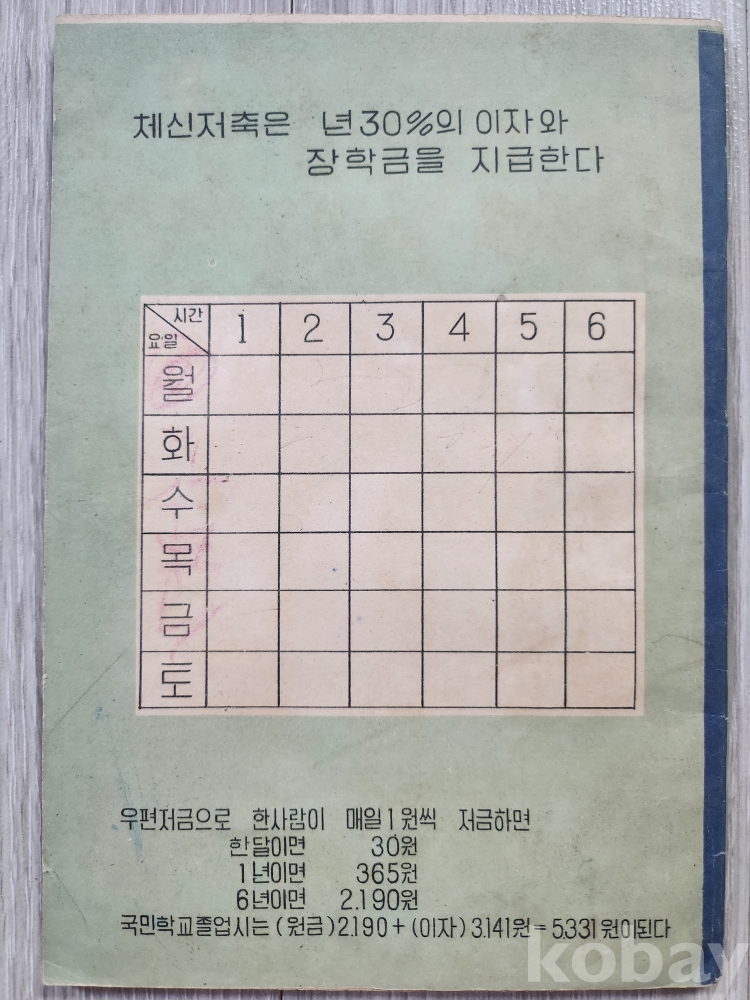 체신저축은 년30%의 이자와
장학금을 지급한다
시간
요일
1 2 3 4 5 6
월
화
수
목
금
토
우편저금으로 한사람이 매일1원씩 저금하면
한달이면 30원
1년이면 365원
6년이면 2.190원
국민학교졸업시는(원금)2.190+(이자)3.141원=5.331원이된다
kobay